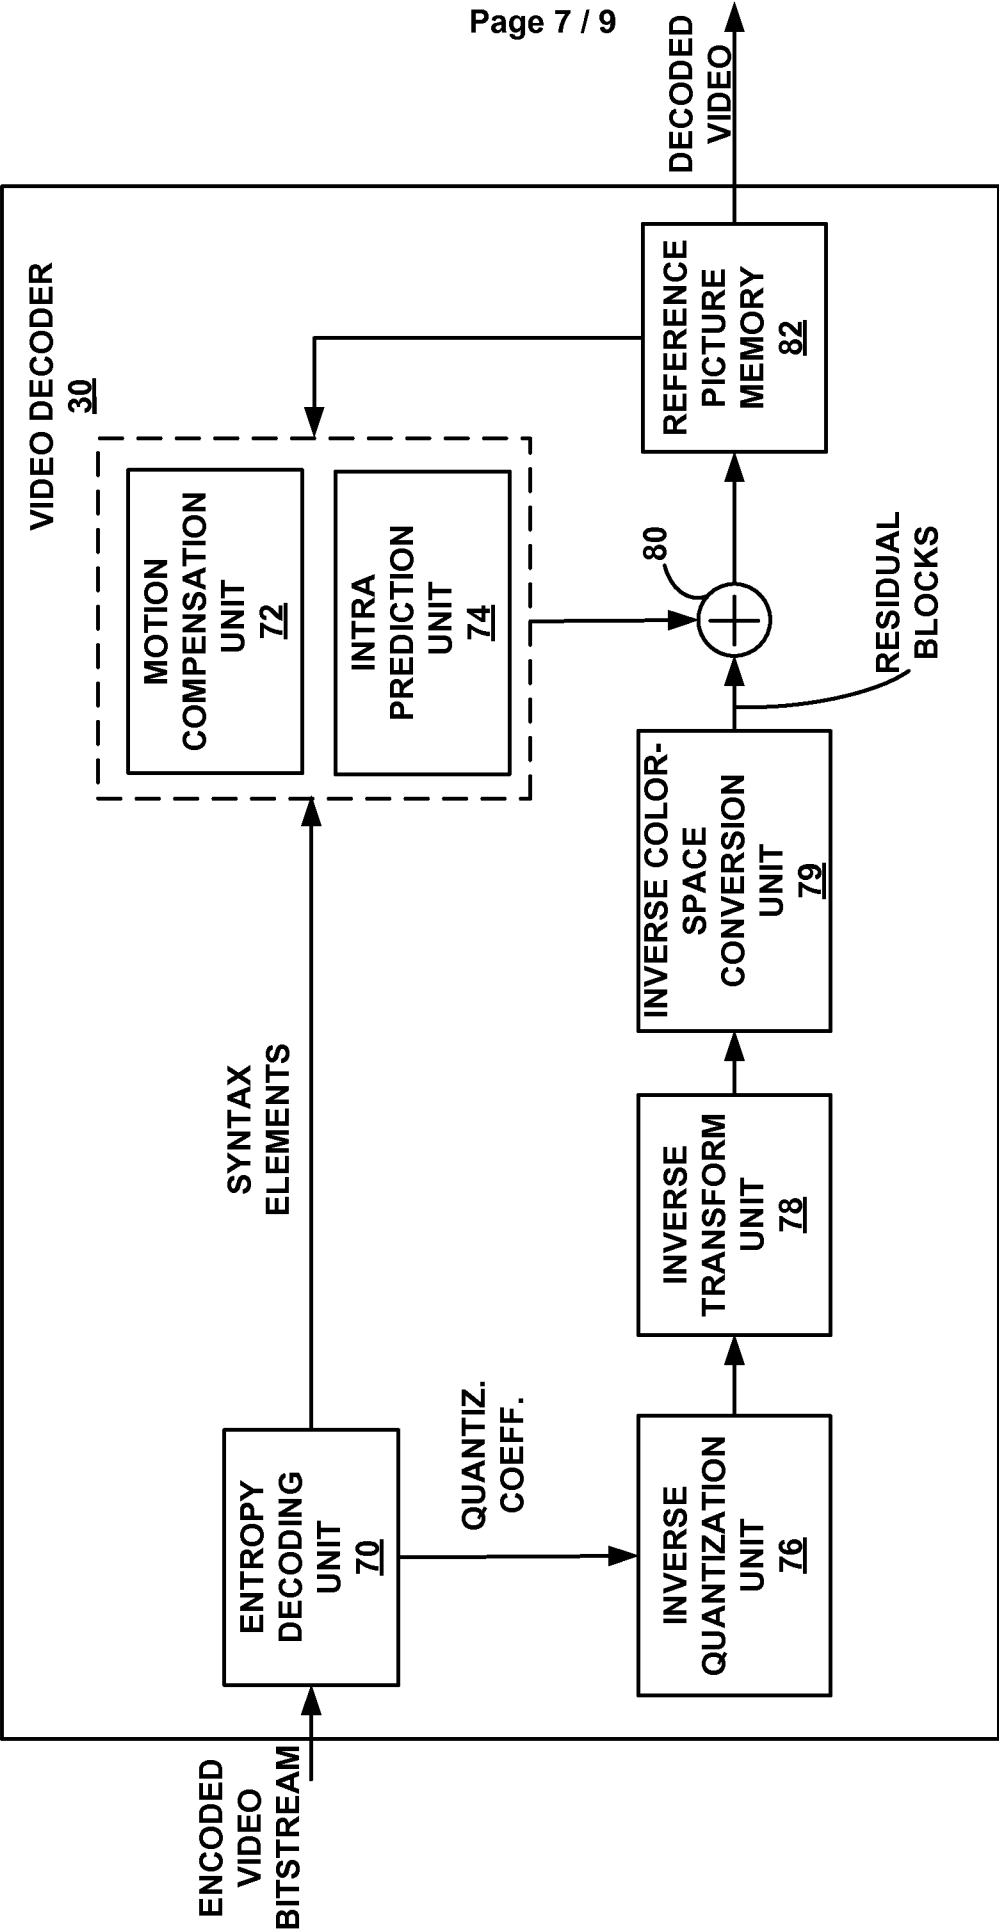 Page 7 / 9
VIDEO DECODER
30
ENCODED
VIDEO
BITSTREAM
ENTROPY
DECODING
UNIT
70
SYNTAX
ELEMENTS
MOTION
COMPENSATION
UNIT
72
INTRA
PREDICTION
UNIT
74
QUANTIZ.
COEFF.
INVERSE
QUANTIZATION
UNIT
76
INVERSE
TRANSFORM
UNIT
78
INVERSE COLOR-
SPACE
CONVERSION
UNIT
79
RESIDUAL
BLOCKS
80
REFERENCE
PICTURE
MEMORY
82
DECODED
VIDEO